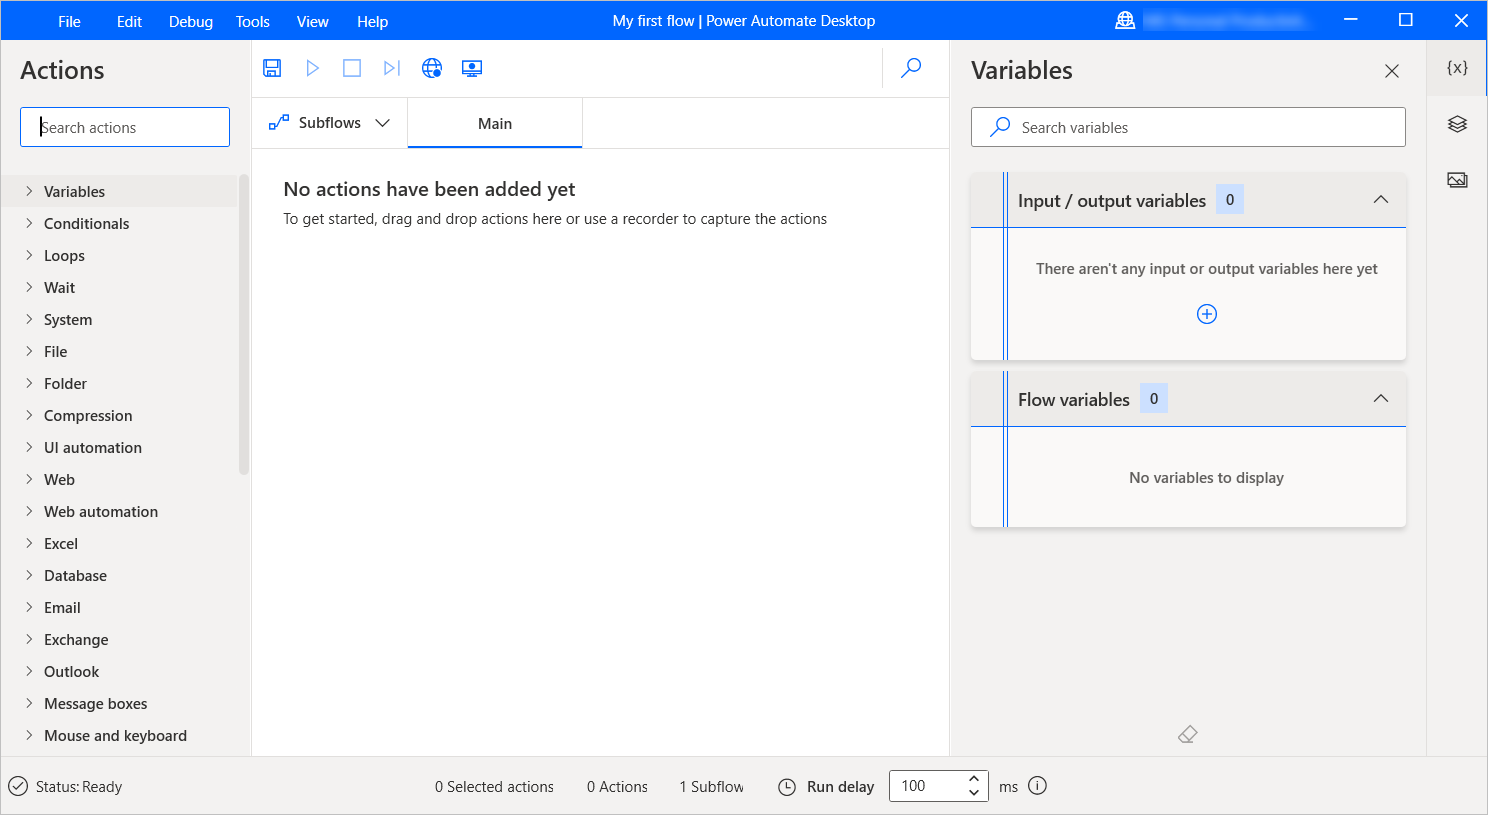 File Edit Debug Tools View Help My first flow | Power Automate Desktop
Actions
Search actions
Variables
Conditionals
Loops
Wait
System
File
Folder
Compression
UI automation
Web
Web automation
Excel
Database
Email
Exchange
Outlook
Message boxes
Mouse and keyboard
Subflows Main
No actions have been added yet
To get started, drag and drop actions here or use a recorder to capture the actions
Variables {x}
Search variables
Input / output variables 0
There aren't any input or output variables here yet
Flow variables 0
No variables to display
Status: Ready 0 Selected actions 0 Actions 1 Subflow Run delay 100 ms